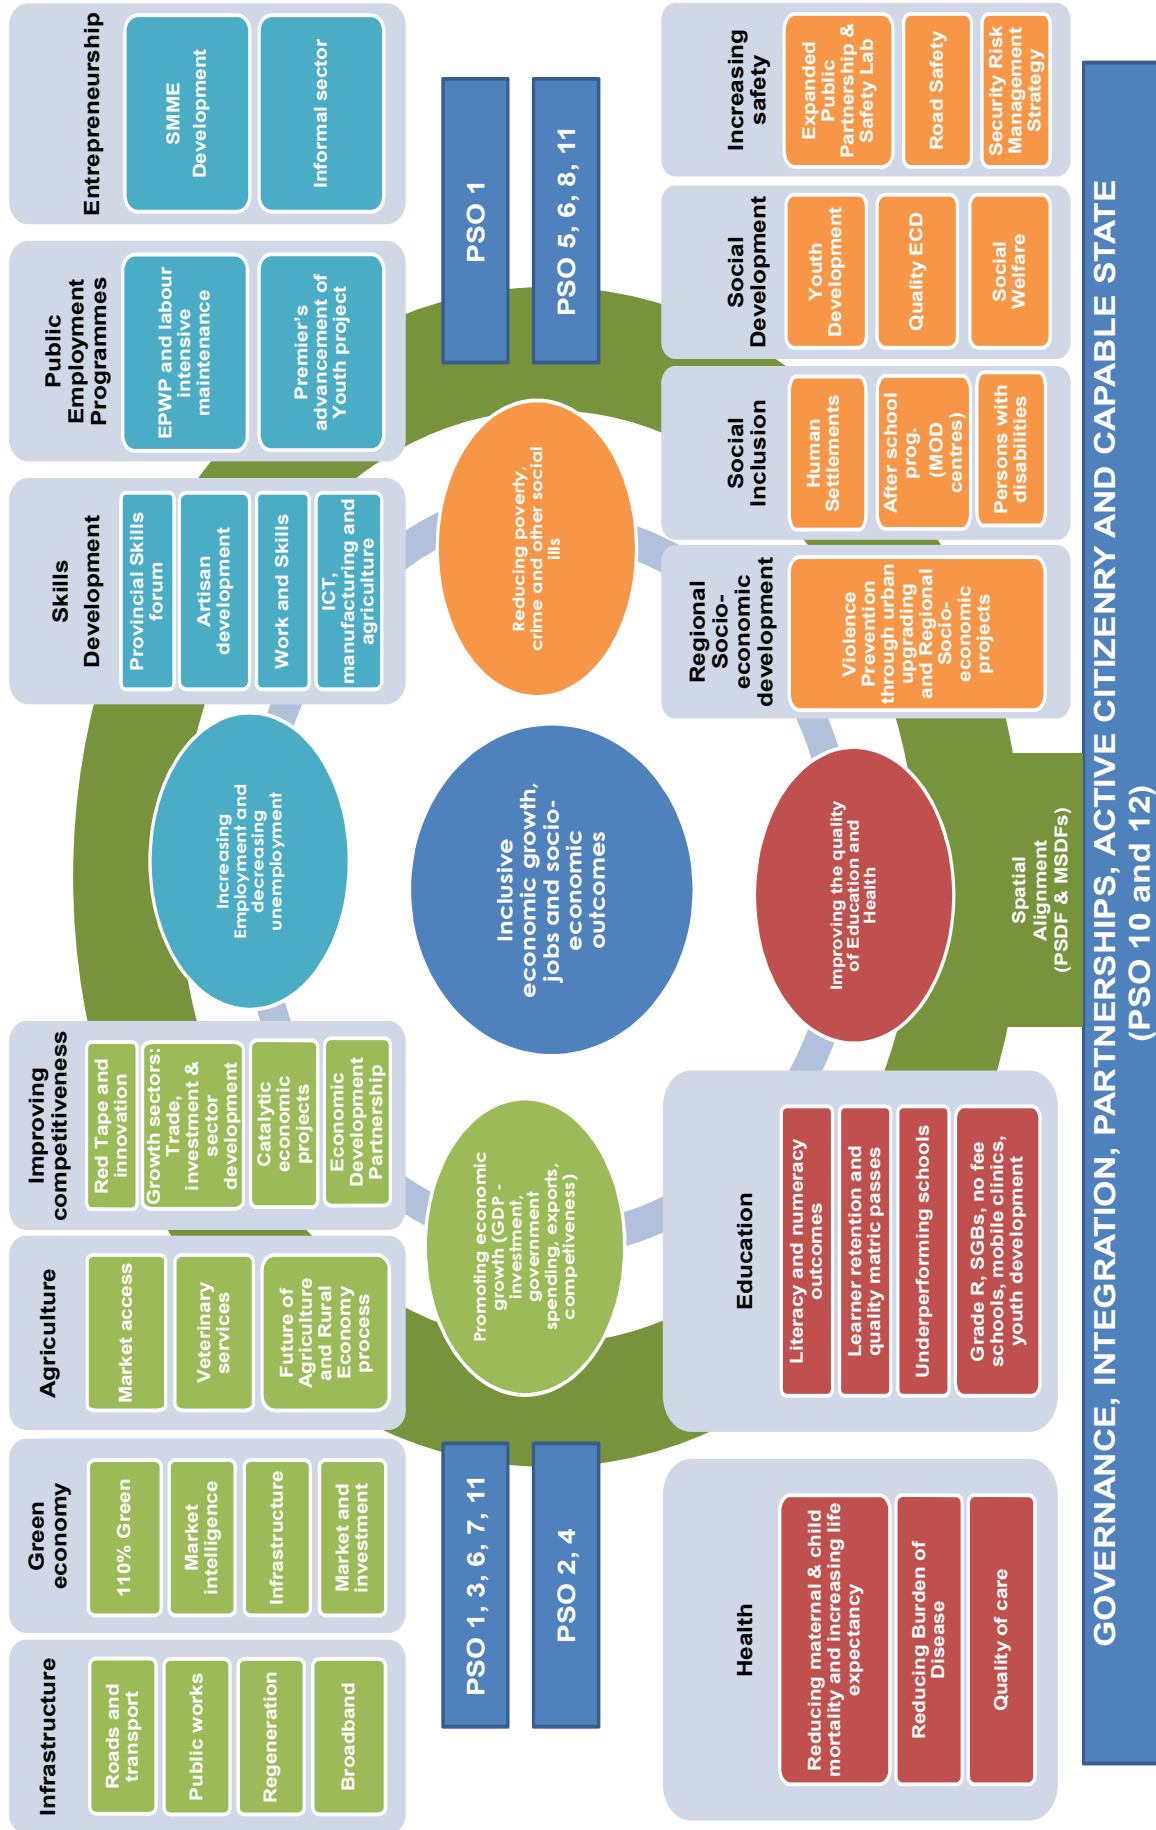 Infrastructure
Roads and
transport
Public works
Regeneration
Broadband
Green
economy
110% Green
Market
intelligence
Infrastructure
Market and
investment
Agriculture
Market access
Veterinary
services
Future of
Agriculture
and Rural
Economy
process
Improving
competitiveness
Red Tape and
innovation
Growth sectors:
Trade,
investment &
sector
development
Catalytic
economic
projects
Economic
Development
Partnership
Skills
Development
Provincial Skills
forum
Artisan
development
Work and Skills
ICT,
manufacturing and
agriculture
Public
Employment
Programmes
EPWP and labour
intensive
maintenance
Premier's
advancement of
Youth project
Entrepreneurship
SMME
Development
Informal sector
Increasing
Employment and
decreasing
unemployment
PSO 1, 3, 6, 7, 11
PSO 2, 4
Promoting economic
growth (GDP -
investment,
government
spending, exports,
competiveness)
Inclusive
economic growth,
jobs and socio-
economic
outcomes
Reducing poverty,
crime and other social
ills
PSO 1
PSO 5, 6, 8, 11
Improving the quality
of Education and
Health
Health
Reducing maternal & child
mortality and increasing life
expectancy
Reducing Burden of
Disease
Quality of care
Education
Literacy and numeracy
outcomes
Learner retention and
quality matric passes
Underperforming schools
Grade R, SGBs, no fee
schools, mobile clinics,
youth development
Regional
Socio-
economic
development
Violence
Prevention
through urban
upgrading
and Regional
Socio-
economic
projects
Social
Inclusion
Human
Settlements
After school
prog.
(MOD
centres)
Persons with
disabilities
Social
Development
Youth
Development
Quality ECD
Social
Welfare
Increasing
safety
Expanded
Public
Partnership &
Safety Lab
Road Safety
Security Risk
Management
Strategy
Spatial
Alignment
(PSDF & MSDFs)
GOVERNANCE, INTEGRATION, PARTNERSHIPS, ACTIVE CITIZENRY AND CAPABLE STATE
(PSO 10 and 12)